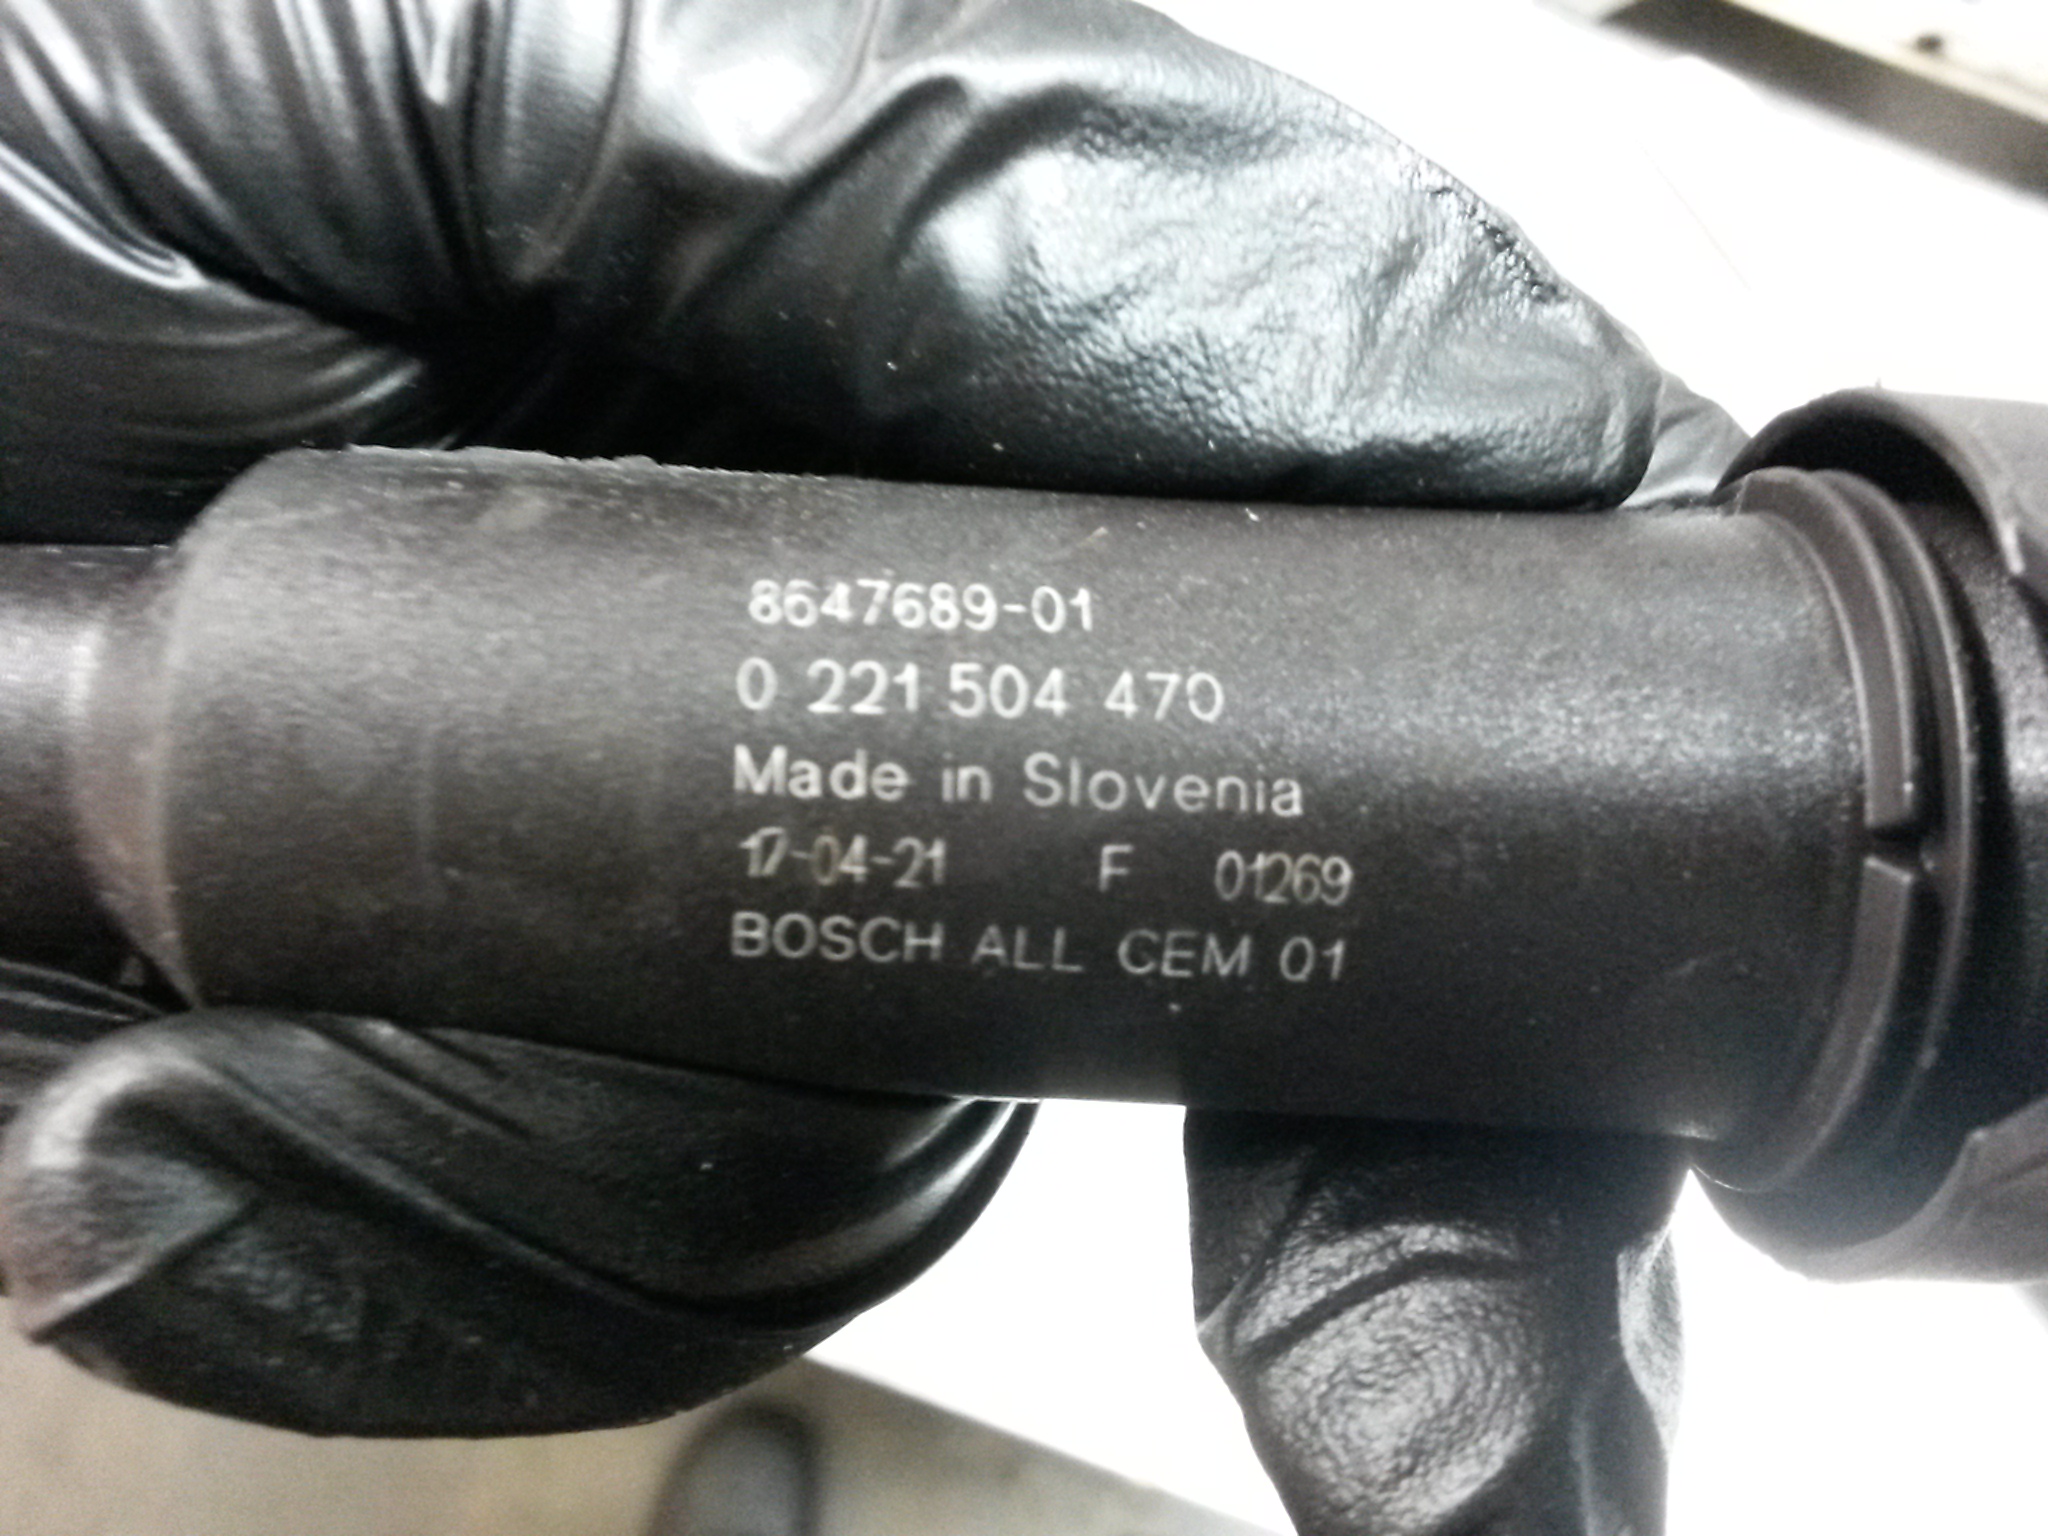 8647689-01
0 221 504 470
Made in Slovenia
17-04-21 F 01269
BOSCH ALL CEM 01